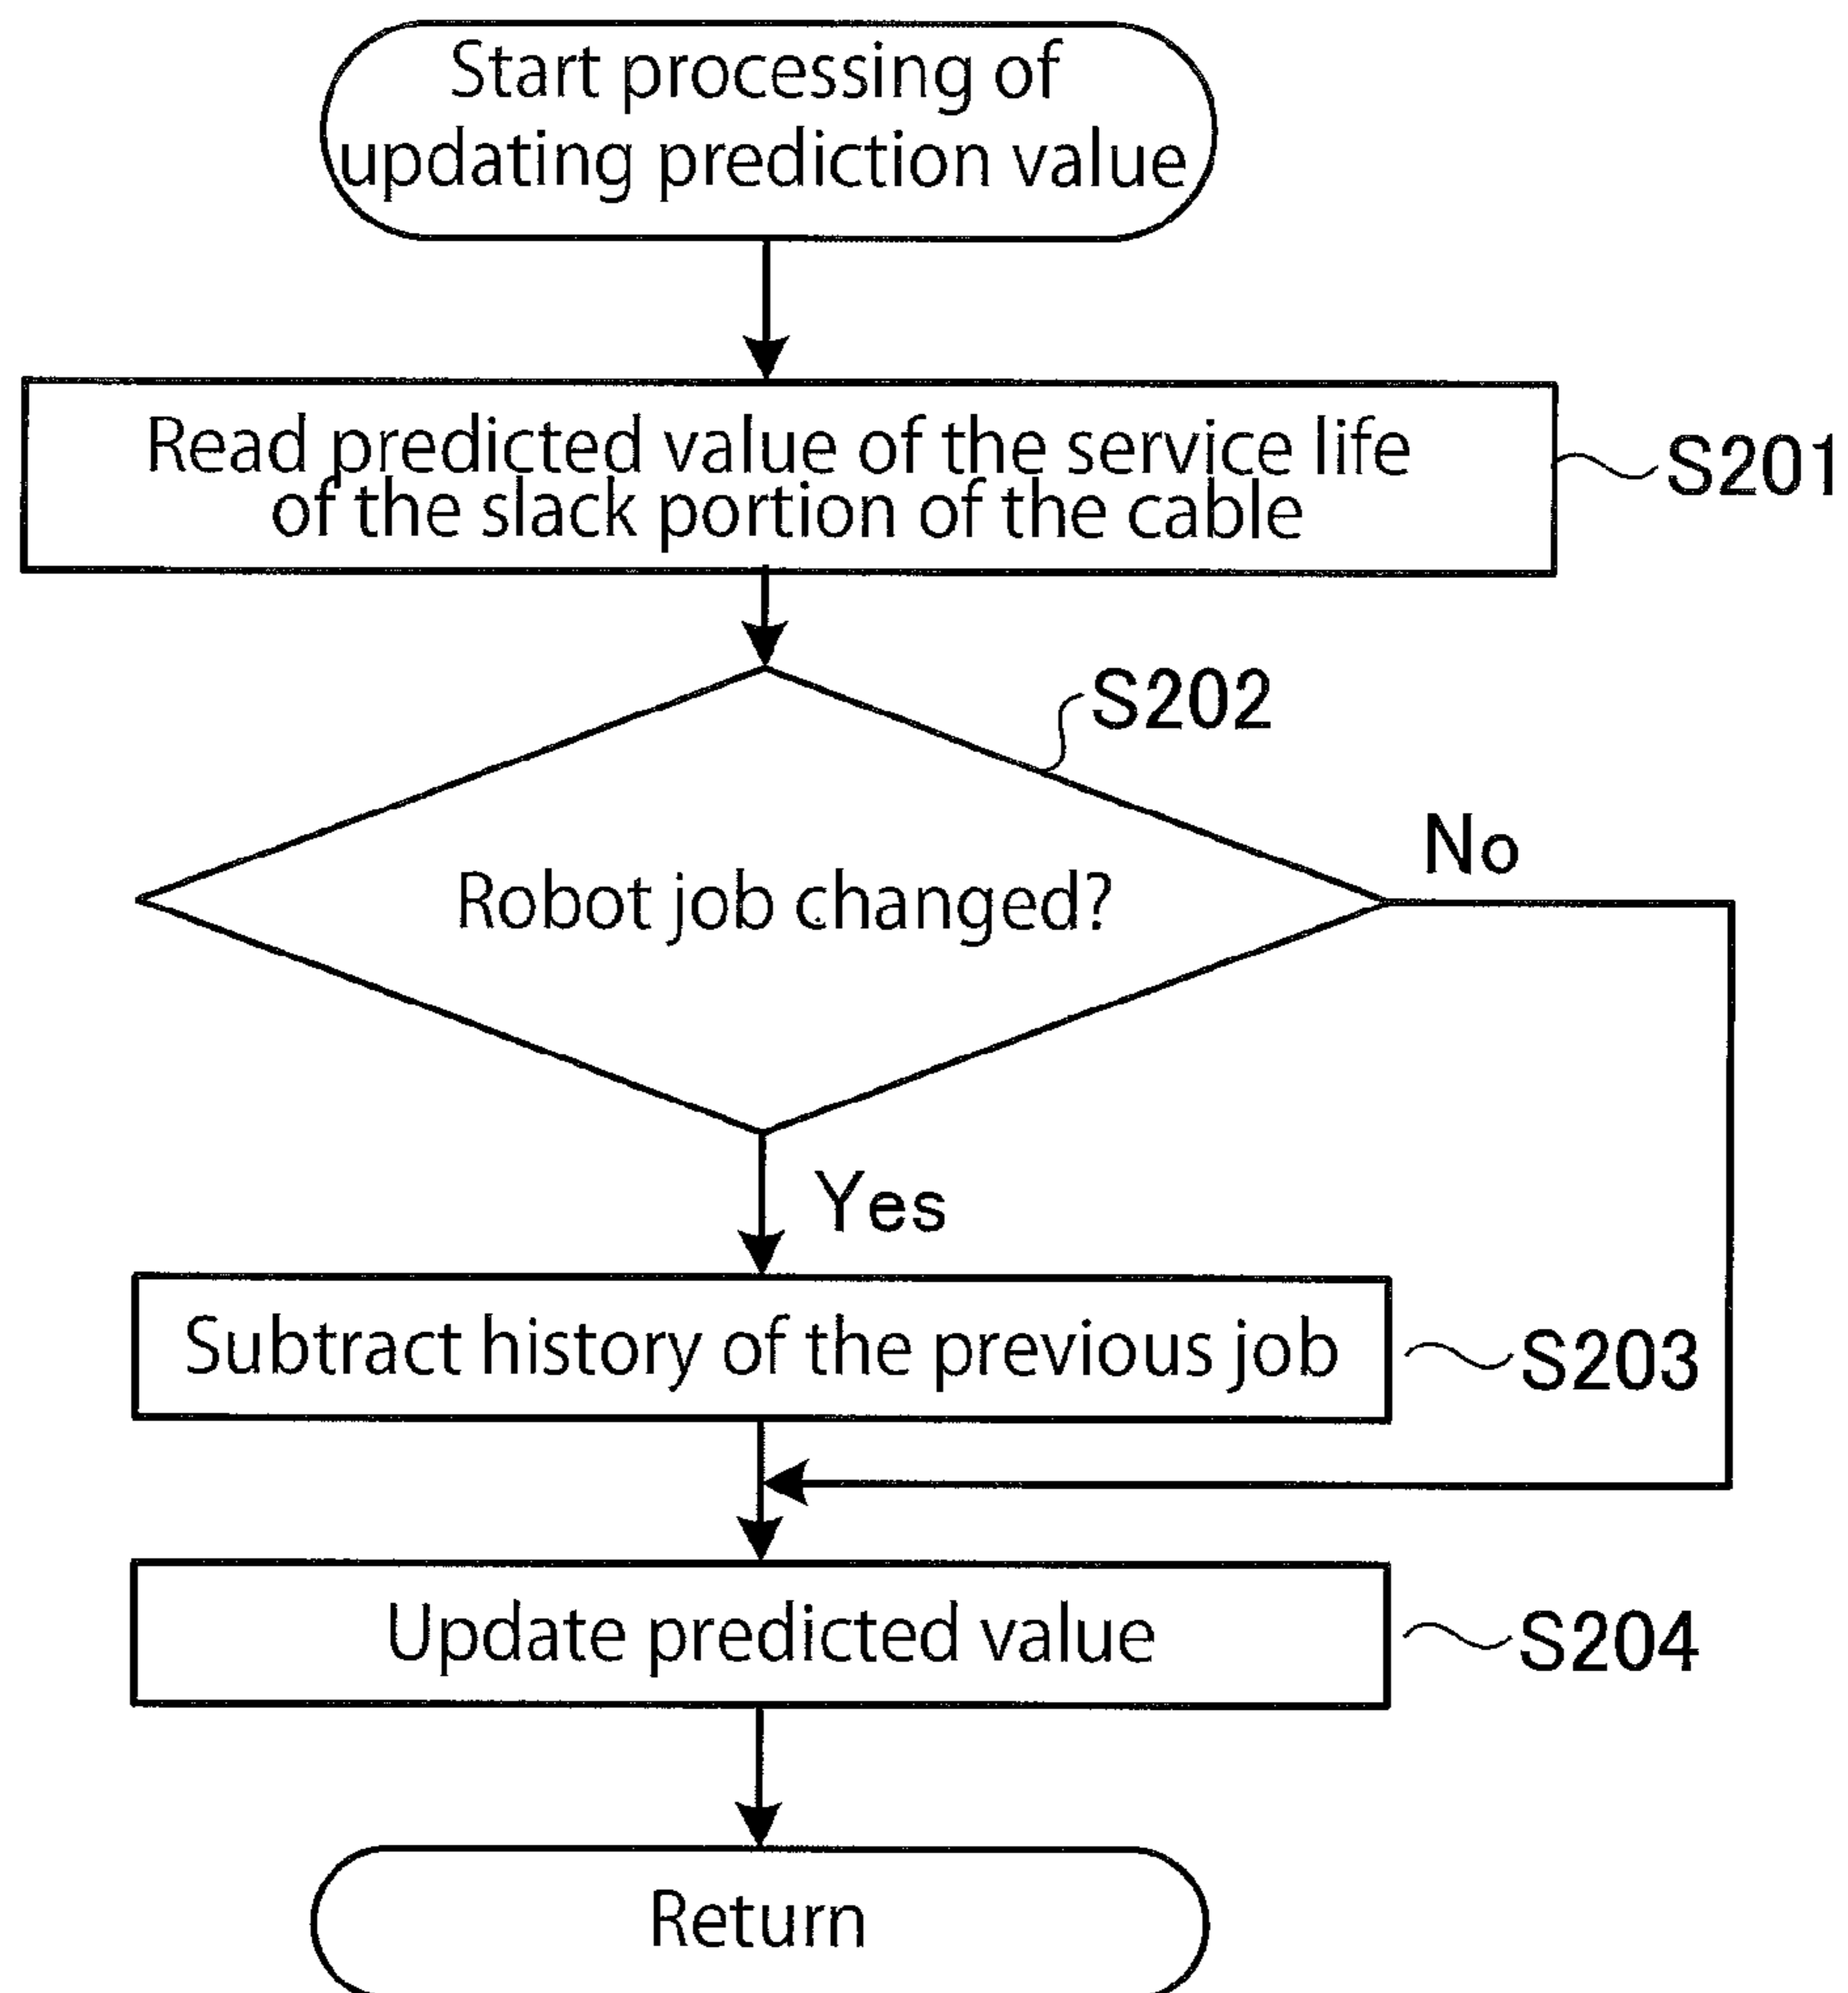 Start processing of
updating prediction value
Read predicted value of the service life
of the slack portion of the cable
S201
S202
Robot job changed?
No
Yes
Subtract history of the previous job
S203
Update predicted value
S204
Return